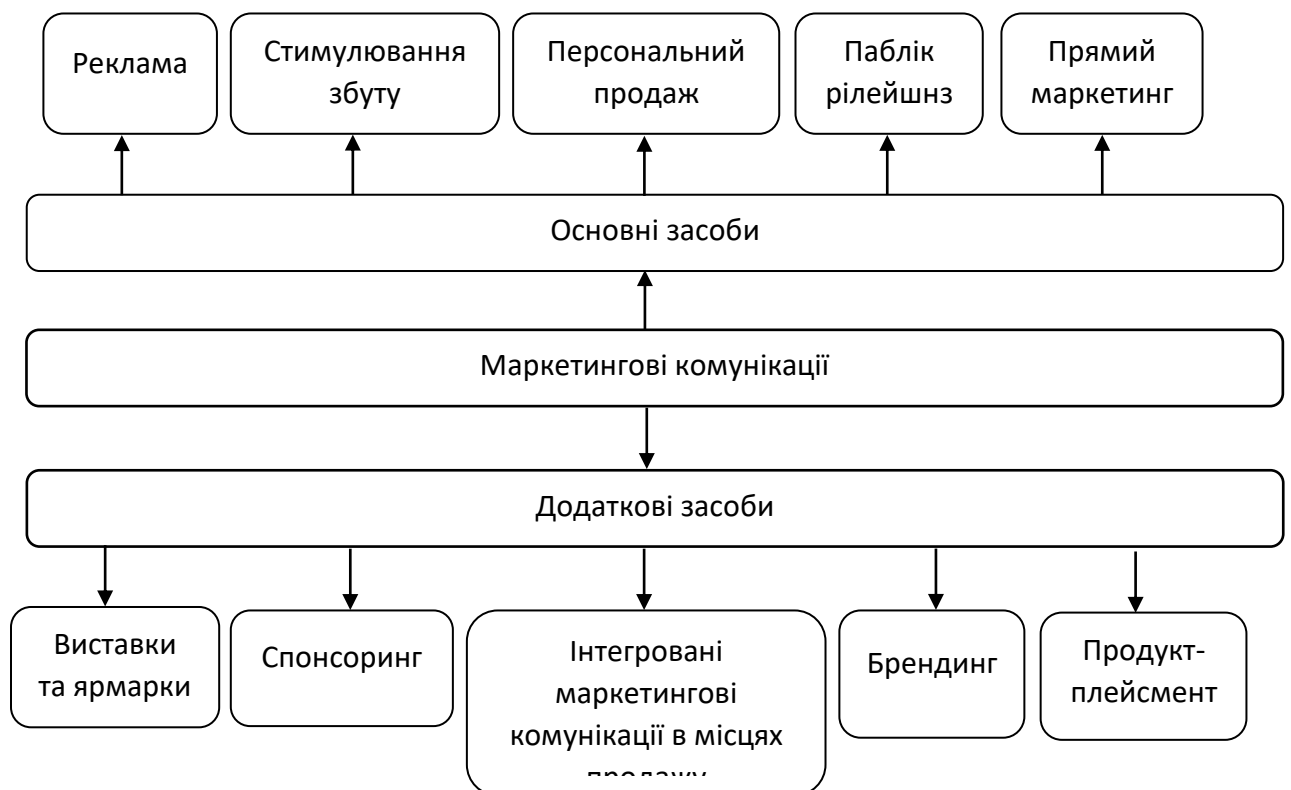 Реклама
Стимулювання
збуту
Персональний
продаж
Паблік
рілейшнз
Прямий
маркетинг
Основні засоби
Маркетингові комунікації
Додаткові засоби
Виставки
та ярмарки
Спонсоринг
Інтегровані
маркетингові
комунікації в місцях
продажу
Брендинг
Продукт-
плейсмент